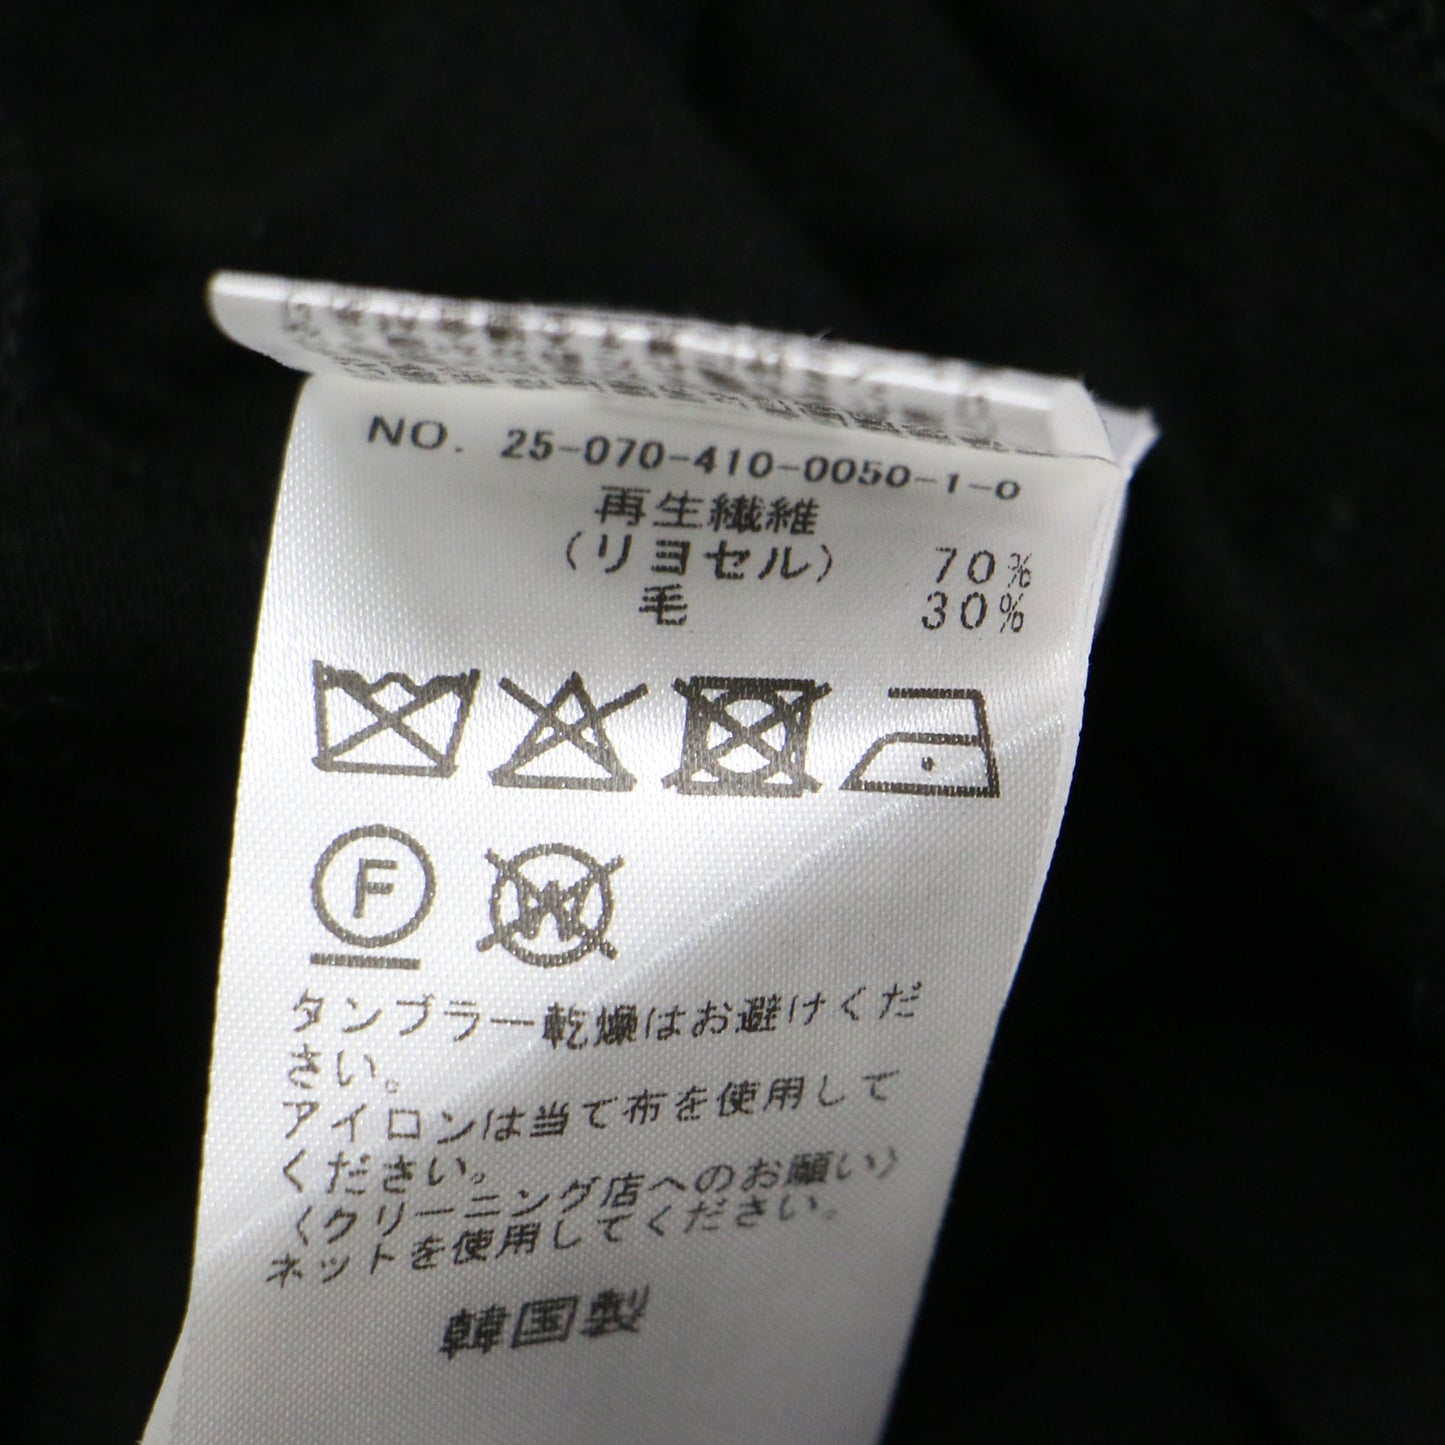 NO. 25-070-410-0050-1-0
再生繊維
(リヨセル) 70%
毛 30%
F
W
タンブラー乾燥はお避けくだ
さい。
アイロンは当て布を使用して
ください。
〈クリーニング店へのお願い〉
ネットを使用してください。
韓国製